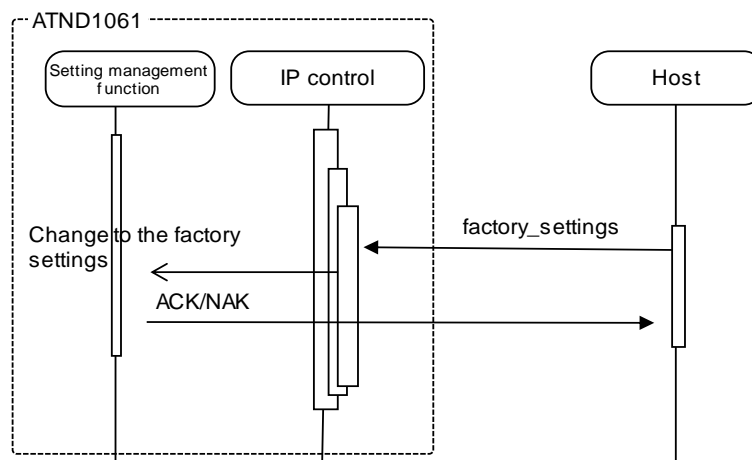 ATND1061
Setting management
function
IP control
Host
factory_settings
Change to the factory
settings
ACK/NAK